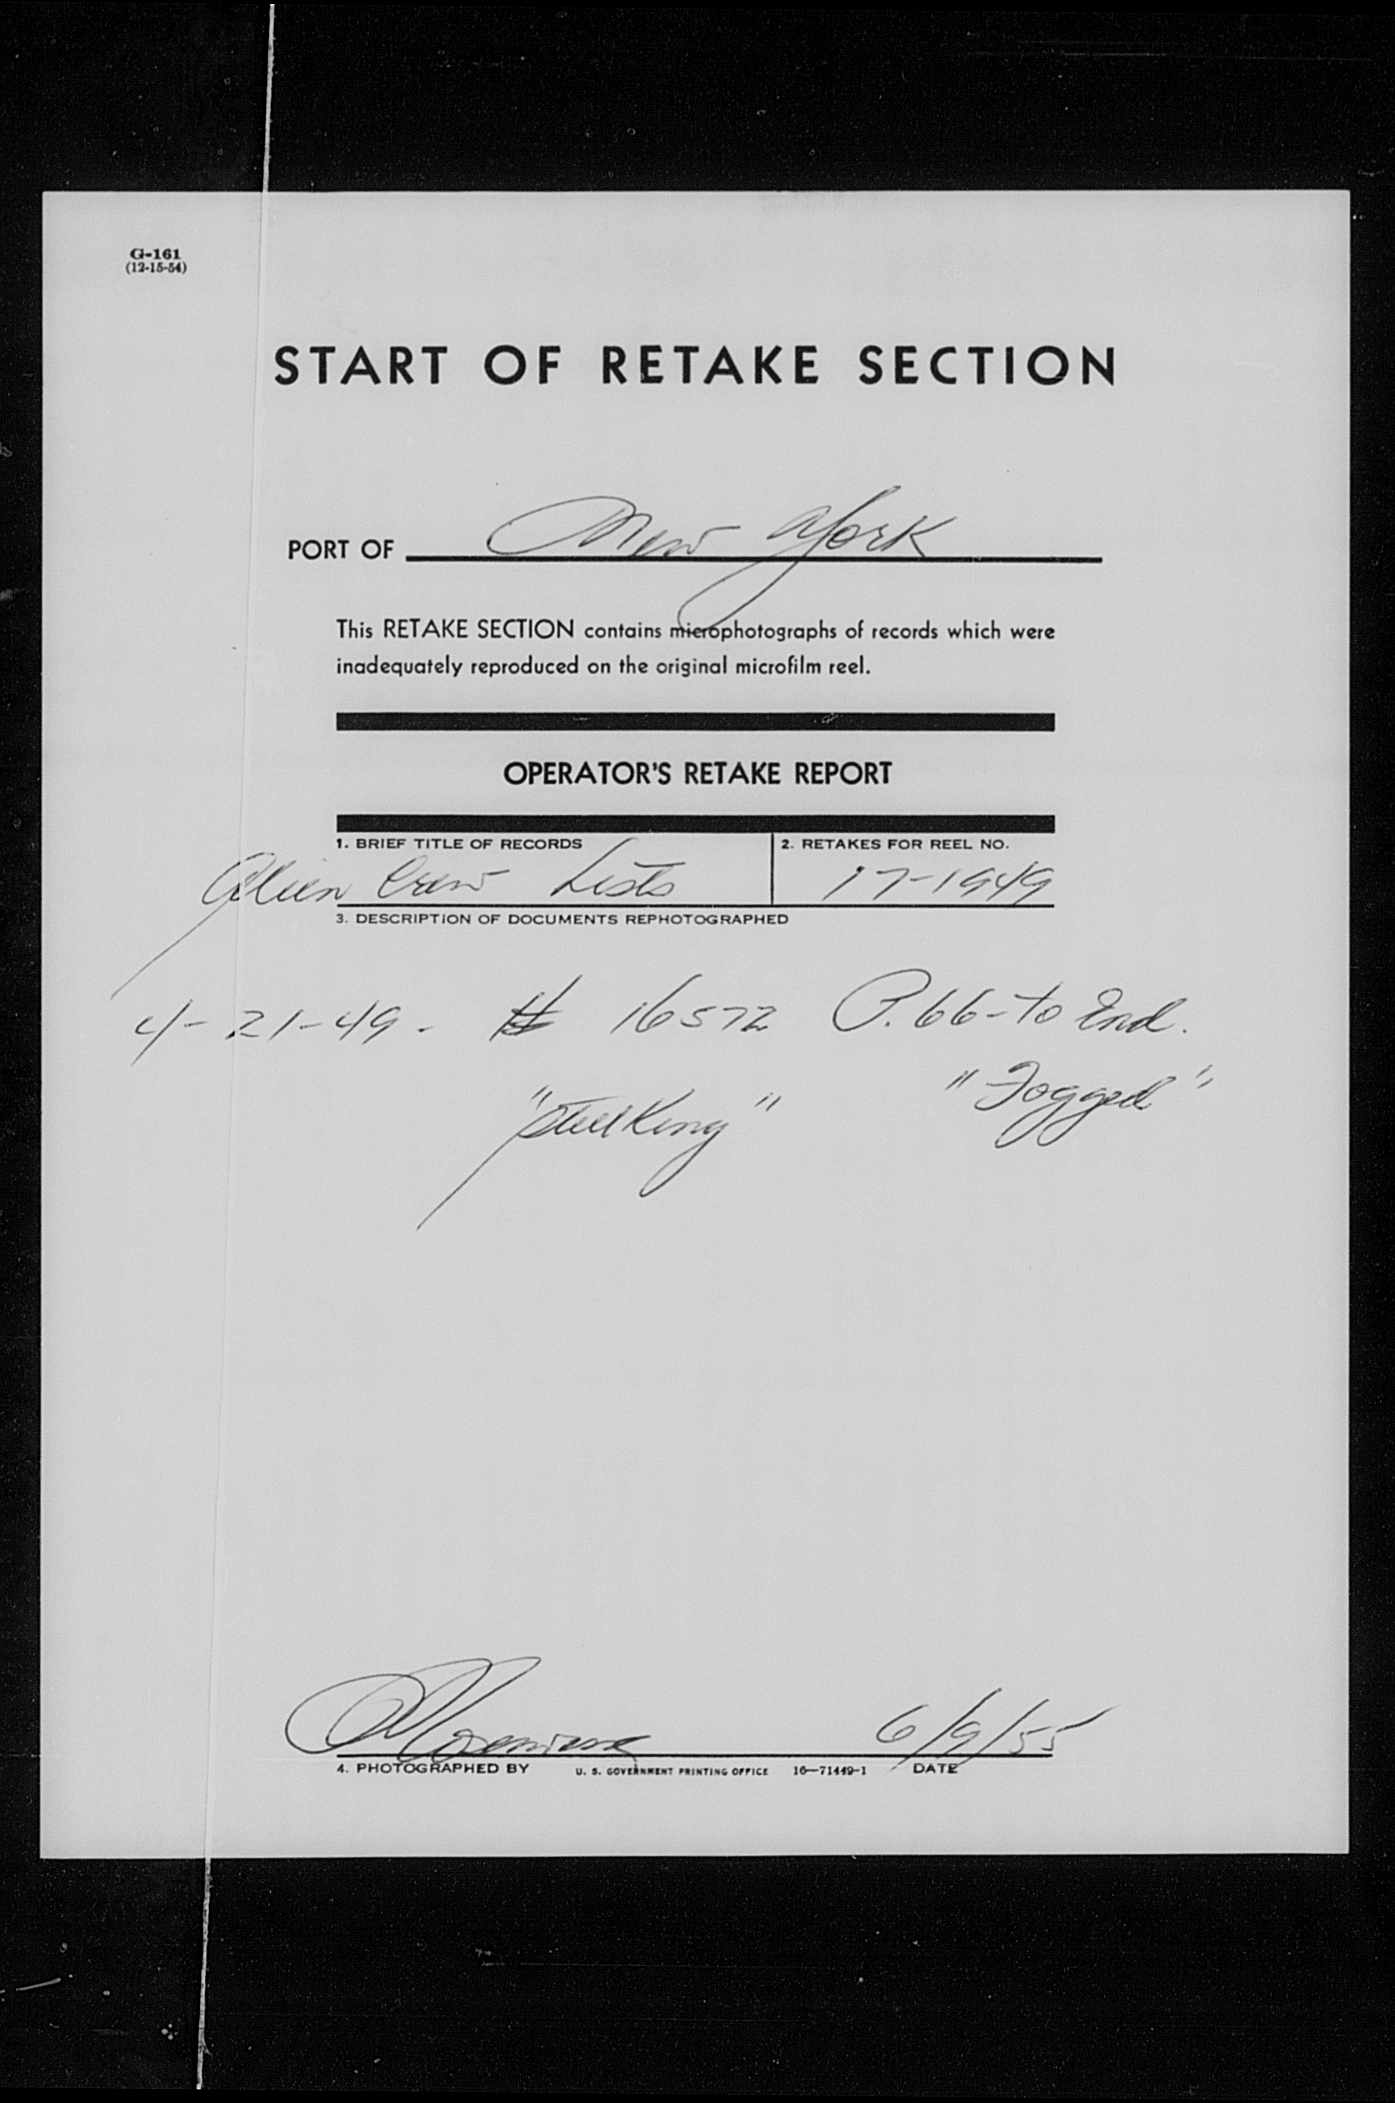 G-161
(12-15-54)
START OF RETAKE SECTION
PORT OF New York
This RETAKE SECTION contains microphotographs of records which were
inadequately reproduced on the original microfilm reel.
OPERATOR'S RETAKE REPORT
1. BRIEF TITLE OF RECORDS 2. RETAKES FOR REEL NO.
Alien Crew Lists 17-1949
3. DESCRIPTION OF DOCUMENTS REPHOTOGRAPHED
4-21-49 - # 16572 P. 66-to End.
"Steel King" "Fogged"
6/9/55
4. PHOTOGRAPHED BY U. S. GOVERNMENT PRINTING OFFICE 16—71449-1 DATE